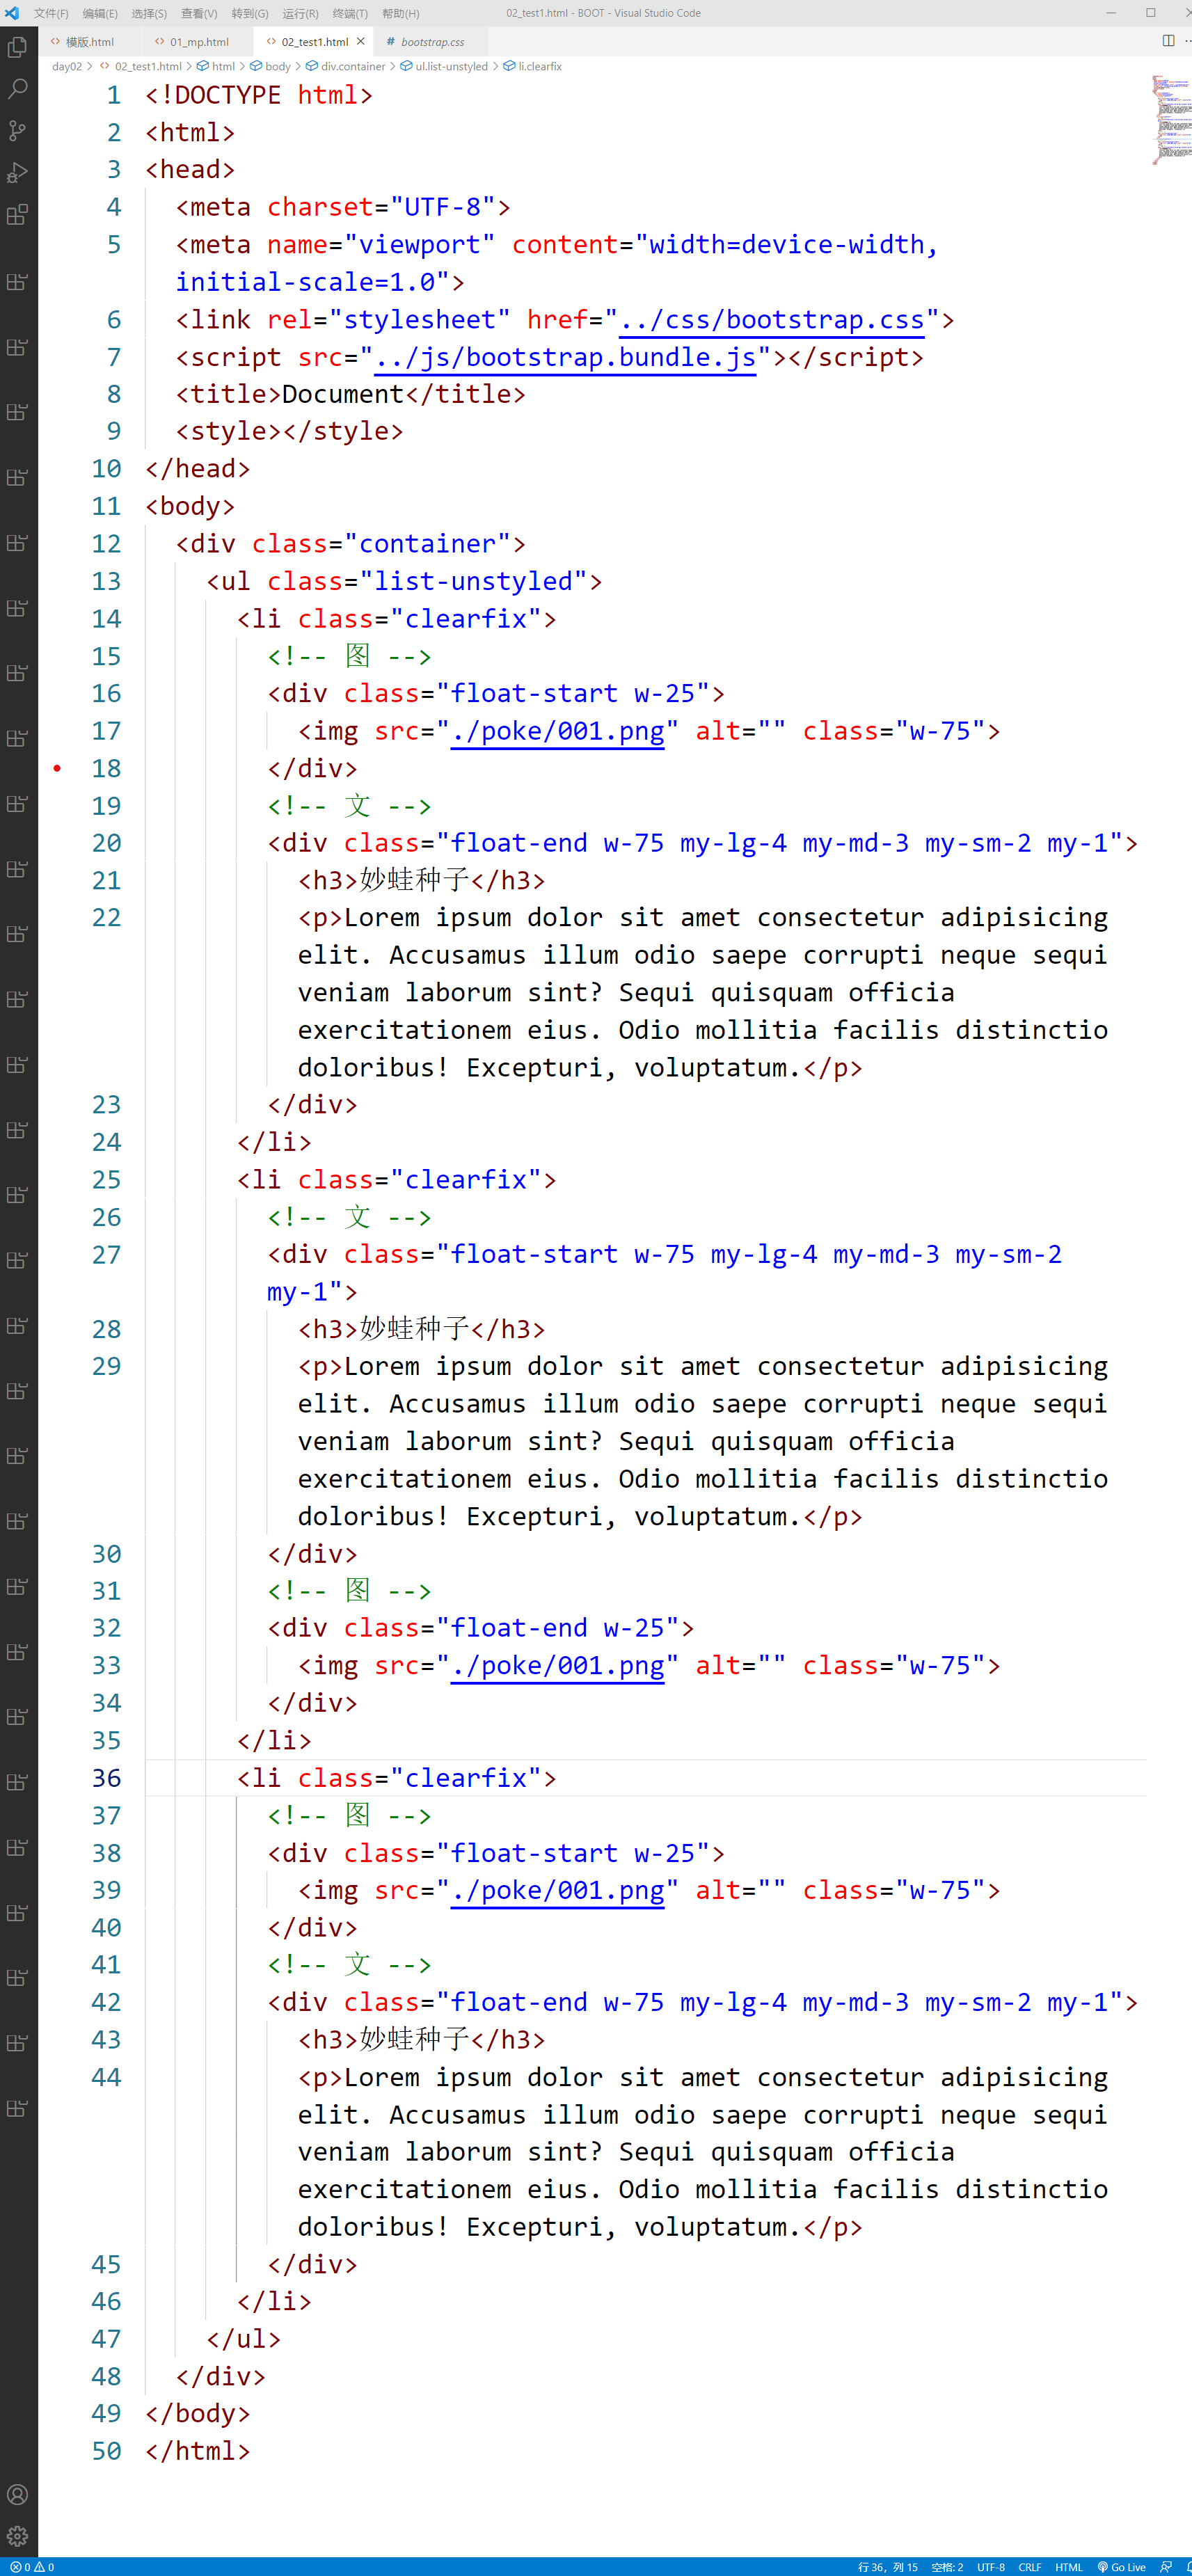 文件(F) 编辑(E) 选择(S) 查看(V) 转到(G) 运行(R) 终端(T) 帮助(H) 02_test1.html - BOOT - Visual Studio Code
模版.html 01_mp.html 02_test1.html bootstrap.css
day02 > 02_test1.html > html > body > div.container > ul.list-unstyled > li.clearfix
1 <!DOCTYPE html>
2 <html>
3 <head>
4 <meta charset="UTF-8">
5 <meta name="viewport" content="width=device-width,
initial-scale=1.0">
6 <link rel="stylesheet" href="../css/bootstrap.css">
7 <script src="../js/bootstrap.bundle.js"></script>
8 <title>Document</title>
9 <style></style>
10 </head>
11 <body>
12 <div class="container">
13 <ul class="list-unstyled">
14 <li class="clearfix">
15 <!-- 图 -->
16 <div class="float-start w-25">
17 <img src="./poke/001.png" alt="" class="w-75">
18 </div>
19 <!-- 文 -->
20 <div class="float-end w-75 my-lg-4 my-md-3 my-sm-2 my-1">
21 <h3>妙蛙种子</h3>
22 <p>Lorem ipsum dolor sit amet consectetur adipisicing
elit. Accusamus illum odio saepe corrupti neque sequi
veniam laborum sint? Sequi quisquam officia
exercitationem eius. Odio mollitia facilis distinctio
doloribus! Excepturi, voluptatum.</p>
23 </div>
24 </li>
25 <li class="clearfix">
26 <!-- 文 -->
27 <div class="float-start w-75 my-lg-4 my-md-3 my-sm-2
my-1">
28 <h3>妙蛙种子</h3>
29 <p>Lorem ipsum dolor sit amet consectetur adipisicing
elit. Accusamus illum odio saepe corrupti neque sequi
veniam laborum sint? Sequi quisquam officia
exercitationem eius. Odio mollitia facilis distinctio
doloribus! Excepturi, voluptatum.</p>
30 </div>
31 <!-- 图 -->
32 <div class="float-end w-25">
33 <img src="./poke/001.png" alt="" class="w-75">
34 </div>
35 </li>
36 <li class="clearfix">
37 <!-- 图 -->
38 <div class="float-start w-25">
39 <img src="./poke/001.png" alt="" class="w-75">
40 </div>
41 <!-- 文 -->
42 <div class="float-end w-75 my-lg-4 my-md-3 my-sm-2 my-1">
43 <h3>妙蛙种子</h3>
44 <p>Lorem ipsum dolor sit amet consectetur adipisicing
elit. Accusamus illum odio saepe corrupti neque sequi
veniam laborum sint? Sequi quisquam officia
exercitationem eius. Odio mollitia facilis distinctio
doloribus! Excepturi, voluptatum.</p>
45 </div>
46 </li>
47 </ul>
48 </div>
49 </body>
50 </html>
0 0 行 36, 列 15 空格: 2 UTF-8 CRLF HTML Go Live